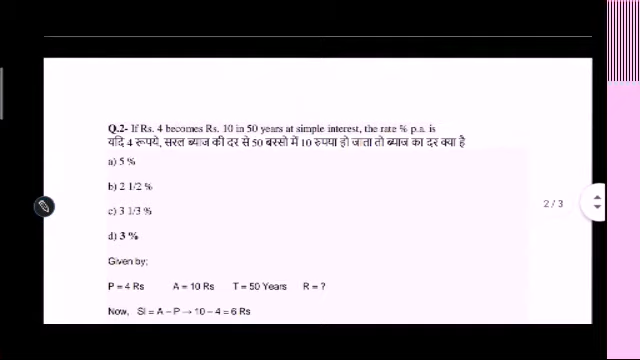 Q.2- If Rs. 4 becomes Rs. 10 in 50 years at simple interest, the rate % p.a. is
यदि 4 रूपये, सरल ब्याज की दर से 50 बरसो में 10 रुपया हो जाता तो ब्याज का दर क्या है
a) 5 %
b) 2 1/2 %
c) 3 1/3 %
d) 3 %
2 / 3
Given by;
P = 4 Rs A = 10 Rs T = 50 Years R = ?
Now, SI = A – P → 10 – 4 = 6 Rs